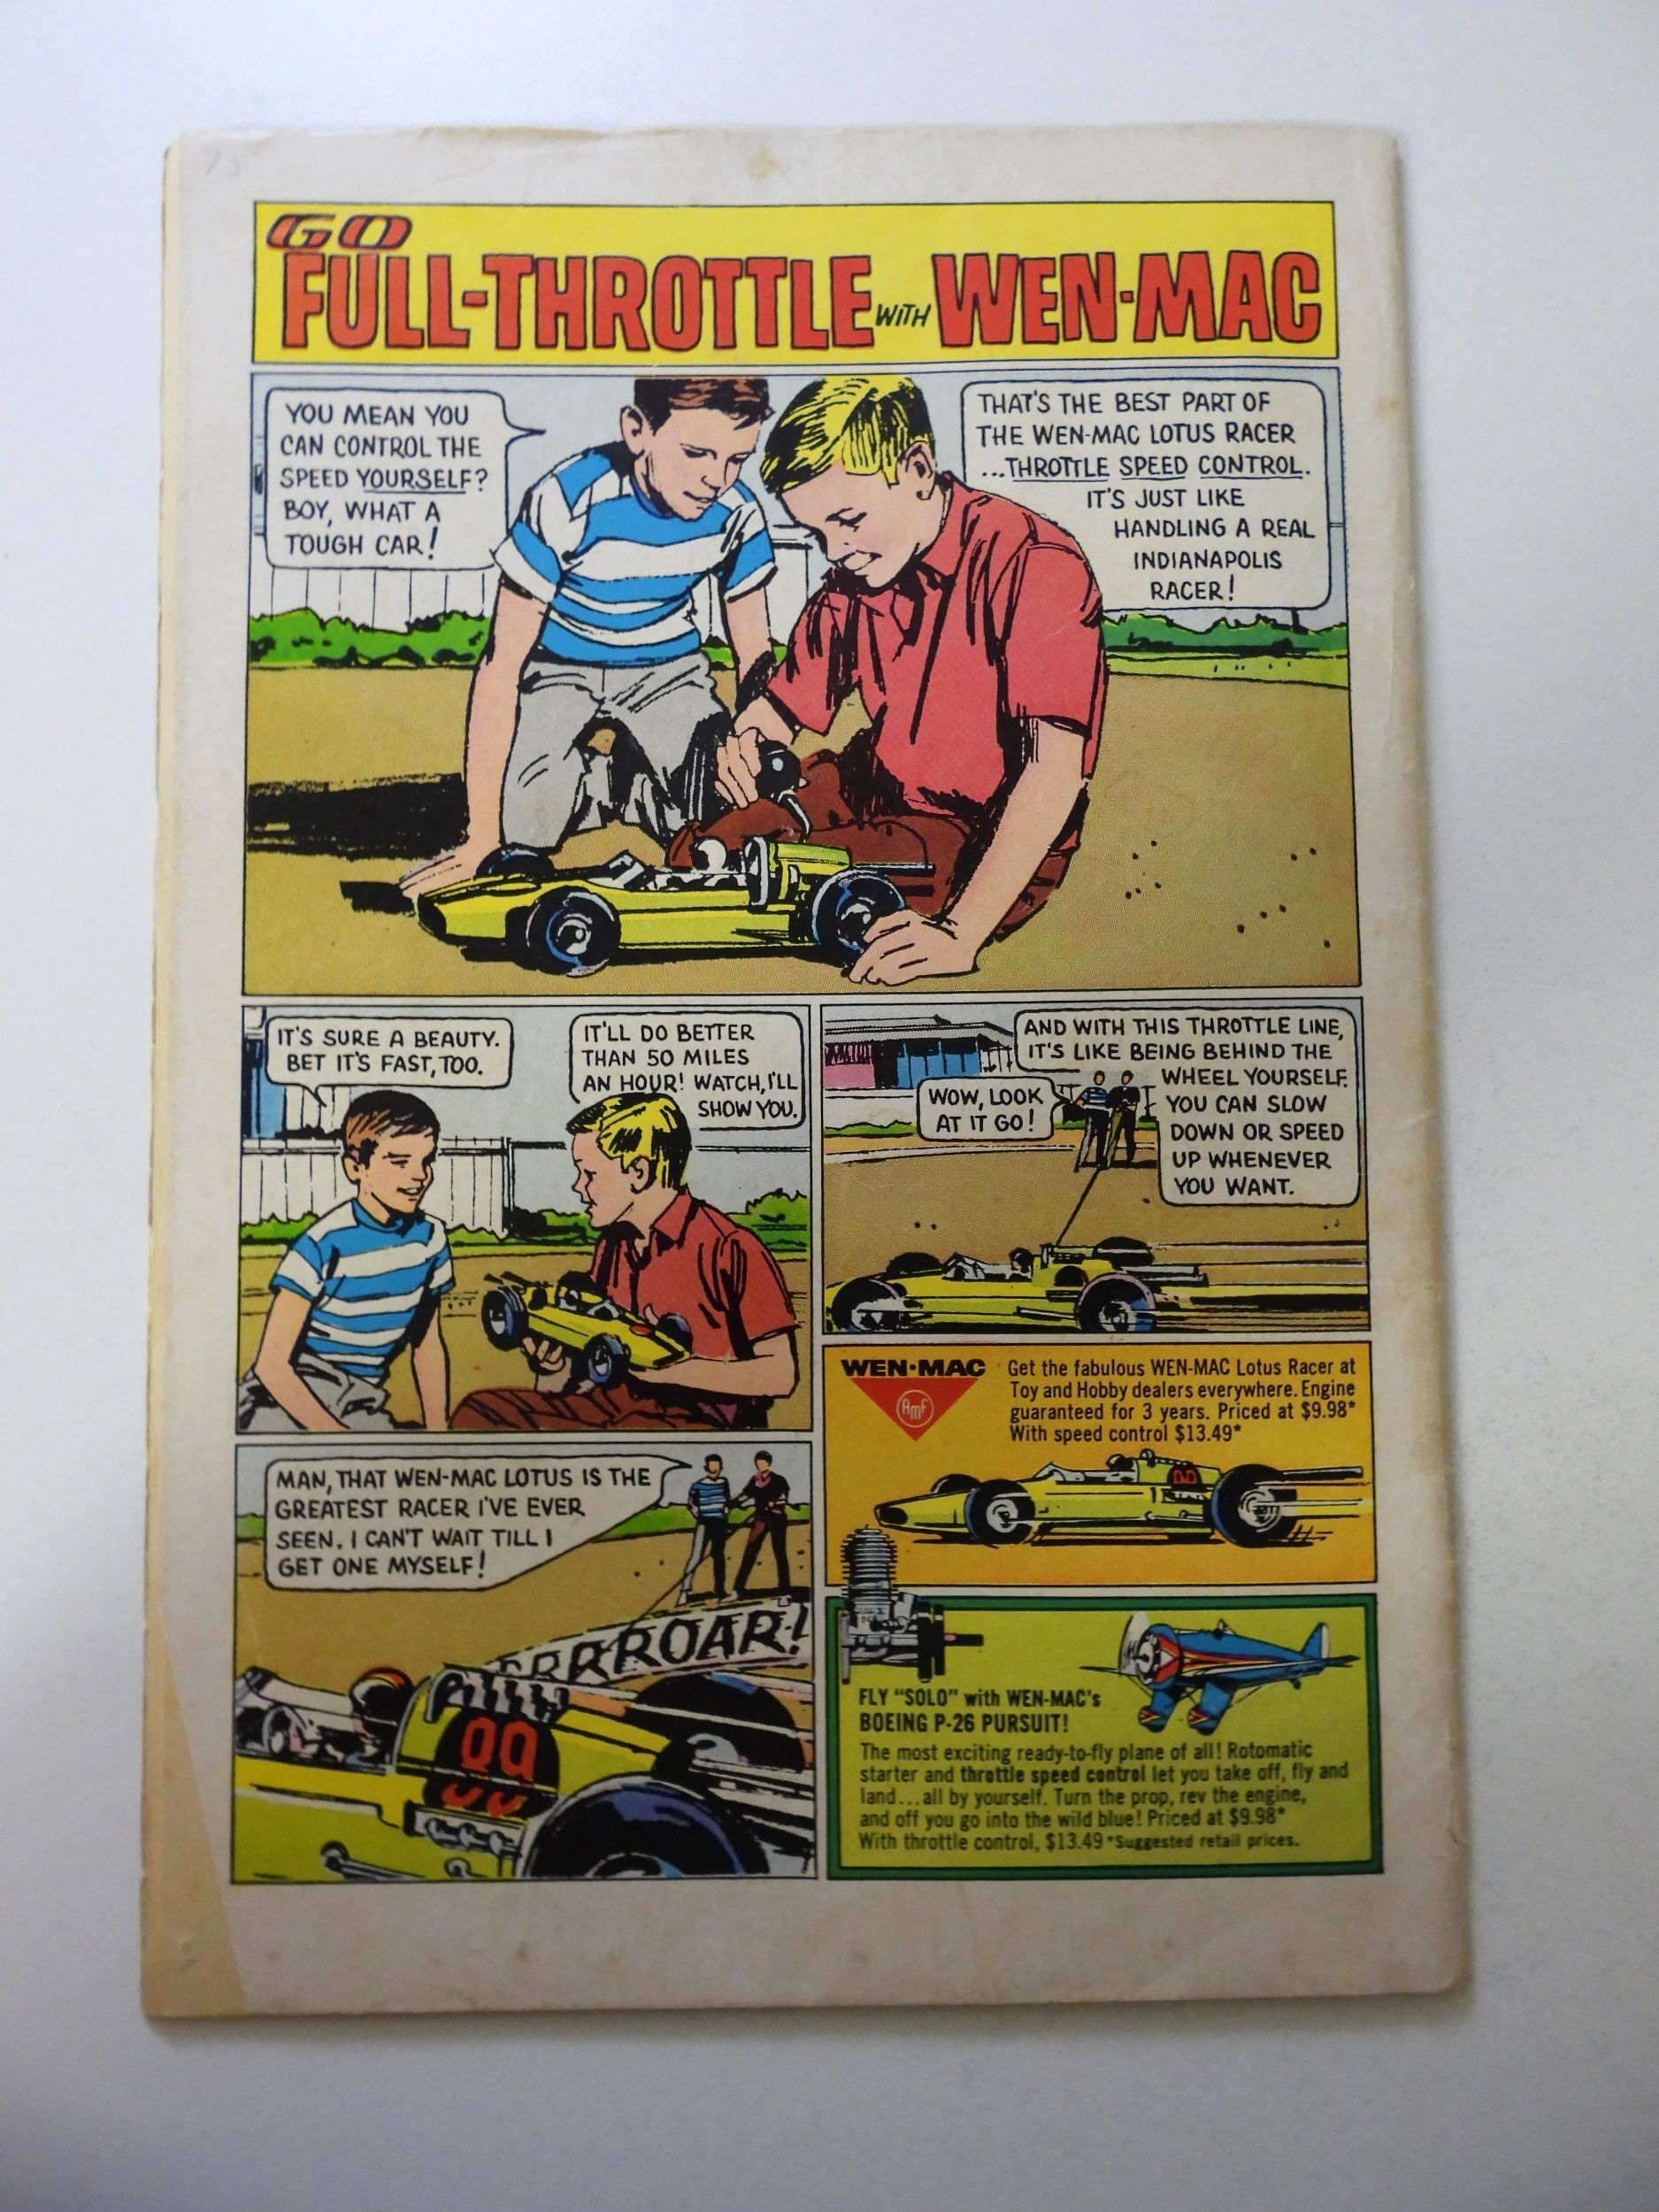 GO
FULL-THROTTLE WITH WEN-MAC
YOU MEAN YOU
CAN CONTROL THE
SPEED YOURSELF?
BOY, WHAT A
TOUGH CAR!
THAT'S THE BEST PART OF
THE WEN-MAC LOTUS RACER
...THROTTLE SPEED CONTROL.
IT'S JUST LIKE
HANDLING A REAL
INDIANAPOLIS
RACER!
IT'S SURE A BEAUTY.
BET IT'S FAST, TOO.
IT'LL DO BETTER
THAN 50 MILES
AN HOUR! WATCH, I'LL
SHOW YOU.
WOW, LOOK
AT IT GO!
AND WITH THIS THROTTLE LINE,
IT'S LIKE BEING BEHIND THE
WHEEL YOURSELF.
YOU CAN SLOW
DOWN OR SPEED
UP WHENEVER
YOU WANT.
MAN, THAT WEN-MAC LOTUS IS THE
GREATEST RACER I'VE EVER
SEEN. I CAN'T WAIT TILL I
GET ONE MYSELF!
RRRROAR!
99
WEN·MAC
AMF
Get the fabulous WEN-MAC Lotus Racer at
Toy and Hobby dealers everywhere. Engine
guaranteed for 3 years. Priced at $9.98*
With speed control $13.49*
FLY "SOLO" with WEN-MAC's
BOEING P-26 PURSUIT!
The most exciting ready-to-fly plane of all! Rotomatic
starter and throttle speed control let you take off, fly and
land...all by yourself. Turn the prop, rev the engine,
and off you go into the wild blue! Priced at $9.98*
With throttle control, $13.49 *Suggested retail prices.